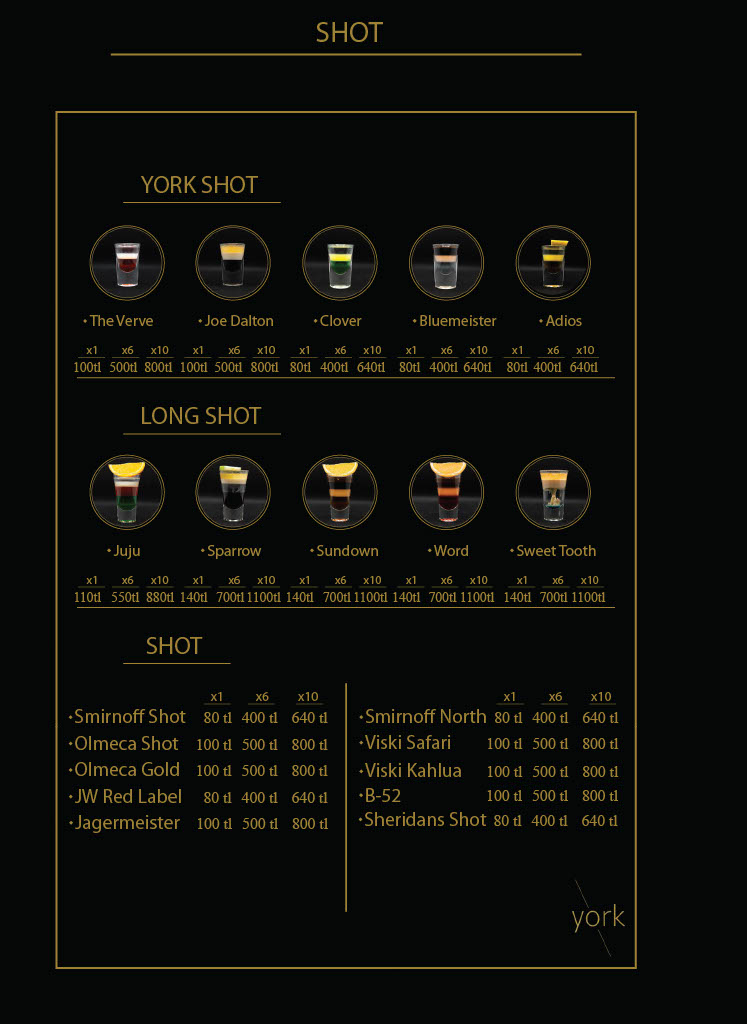 SHOT
YORK SHOT
•The Verve •Joe Dalton •Clover •Bluemeister •Adios
x1 x6 x10 x1 x6 x10 x1 x6 x10 x1 x6 x10 x1 x6 x10
100tl 500tl 800tl 100tl 500tl 800tl 80tl 400tl 640tl 80tl 400tl 640tl 80tl 400tl 640tl
LONG SHOT
•Juju •Sparrow •Sundown •Word •Sweet Tooth
x1 x6 x10 x1 x6 x10 x1 x6 x10 x1 x6 x10 x1 x6 x10
110tl 550tl 880tl 140tl 700tl 1100tl 140tl 700tl 1100tl 140tl 700tl 1100tl 140tl 700tl 1100tl
SHOT
x1 x6 x10
•Smirnoff Shot 80 tl 400 tl 640 tl
•Olmeca Shot 100 tl 500 tl 800 tl
•Olmeca Gold 100 tl 500 tl 800 tl
•JW Red Label 80 tl 400 tl 640 tl
•Jagermeister 100 tl 500 tl 800 tl
x1 x6 x10
•Smirnoff North 80 tl 400 tl 640 tl
•Viski Safari 100 tl 500 tl 800 tl
•Viski Kahlua 100 tl 500 tl 800 tl
•B-52 100 tl 500 tl 800 tl
•Sheridans Shot 80 tl 400 tl 640 tl
york